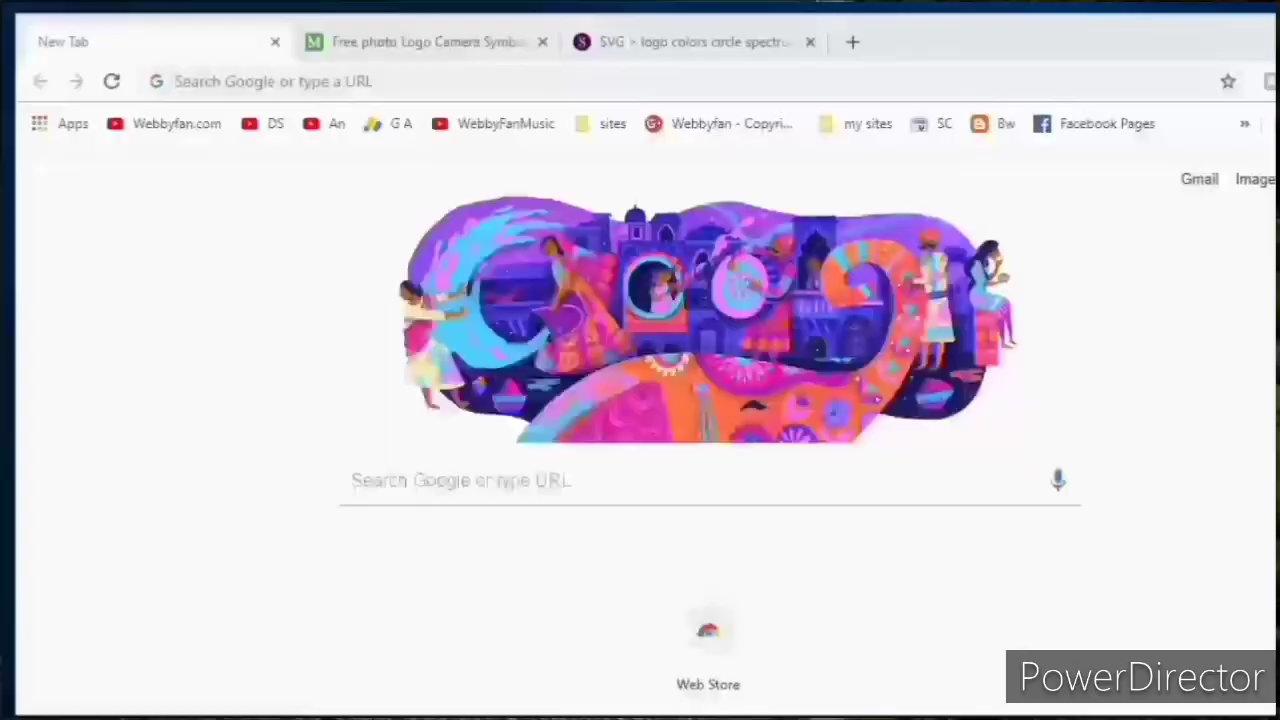 New Tab
Free photo Logo Camera Symb
SVG > logo colors circle spectru
Search Google or type a URL
Apps Webbyfan.com DS An G A WebbyFanMusic sites Webbyfan - Copyri... my sites SC Bw Facebook Pages »
Gmail Image
Search Google or type URL
Web Store
PowerDirector